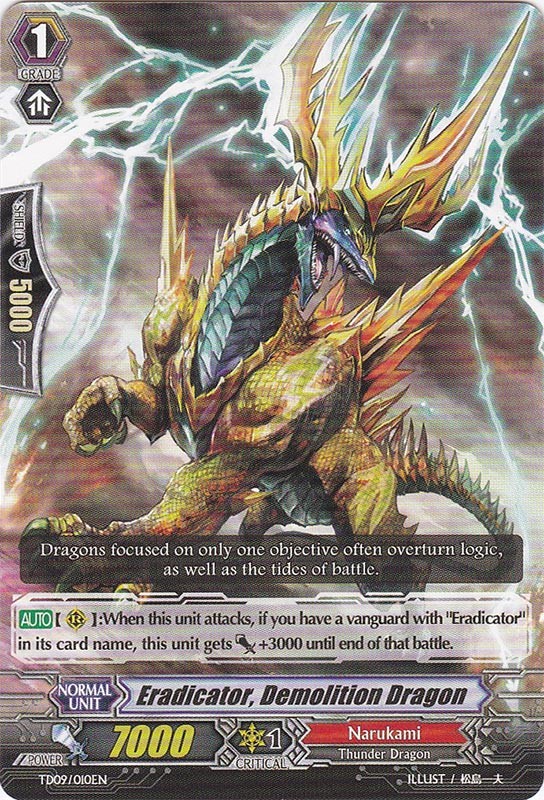 1
GRADE
SHIELD
5000
Dragons focused on only one objective often overturn logic,
as well as the tides of battle.
AUTO [ R ]:When this unit attacks, if you have a vanguard with "Eradicator"
in its card name, this unit gets +3000 until end of that battle.
NORMAL
UNIT
Eradicator, Demolition Dragon
POWER
7000
1
CRITICAL
Narukami
Thunder Dragon
TD09/010EN
ILLUST / 松島一夫